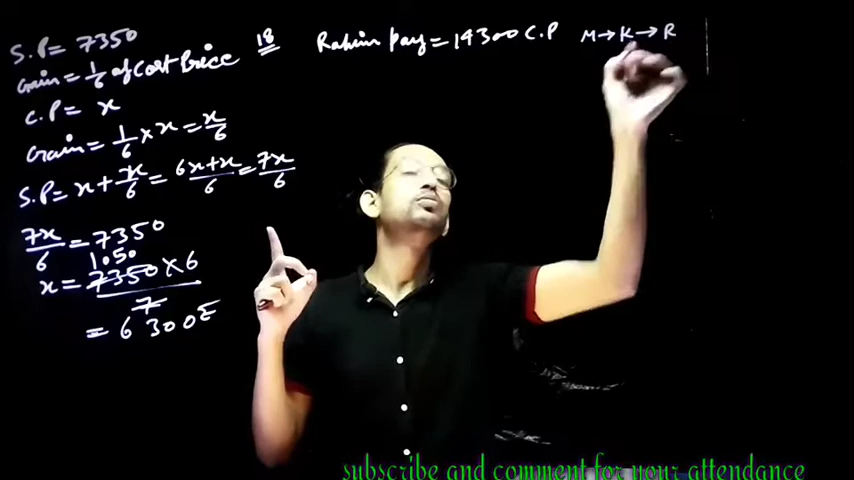 S.P= 7350
Gain = 1/6 of Cost Price
C.P = x
Gain = 1/6 × x = x/6
S.P= x + x/6 = 6x+x/6 = 7x/6
7x/6 = 7350
1050
x = 7350×6/7
= 6300
18
Rahim pay = 14300 C.P M→K→R
subscribe and comment for your attendance